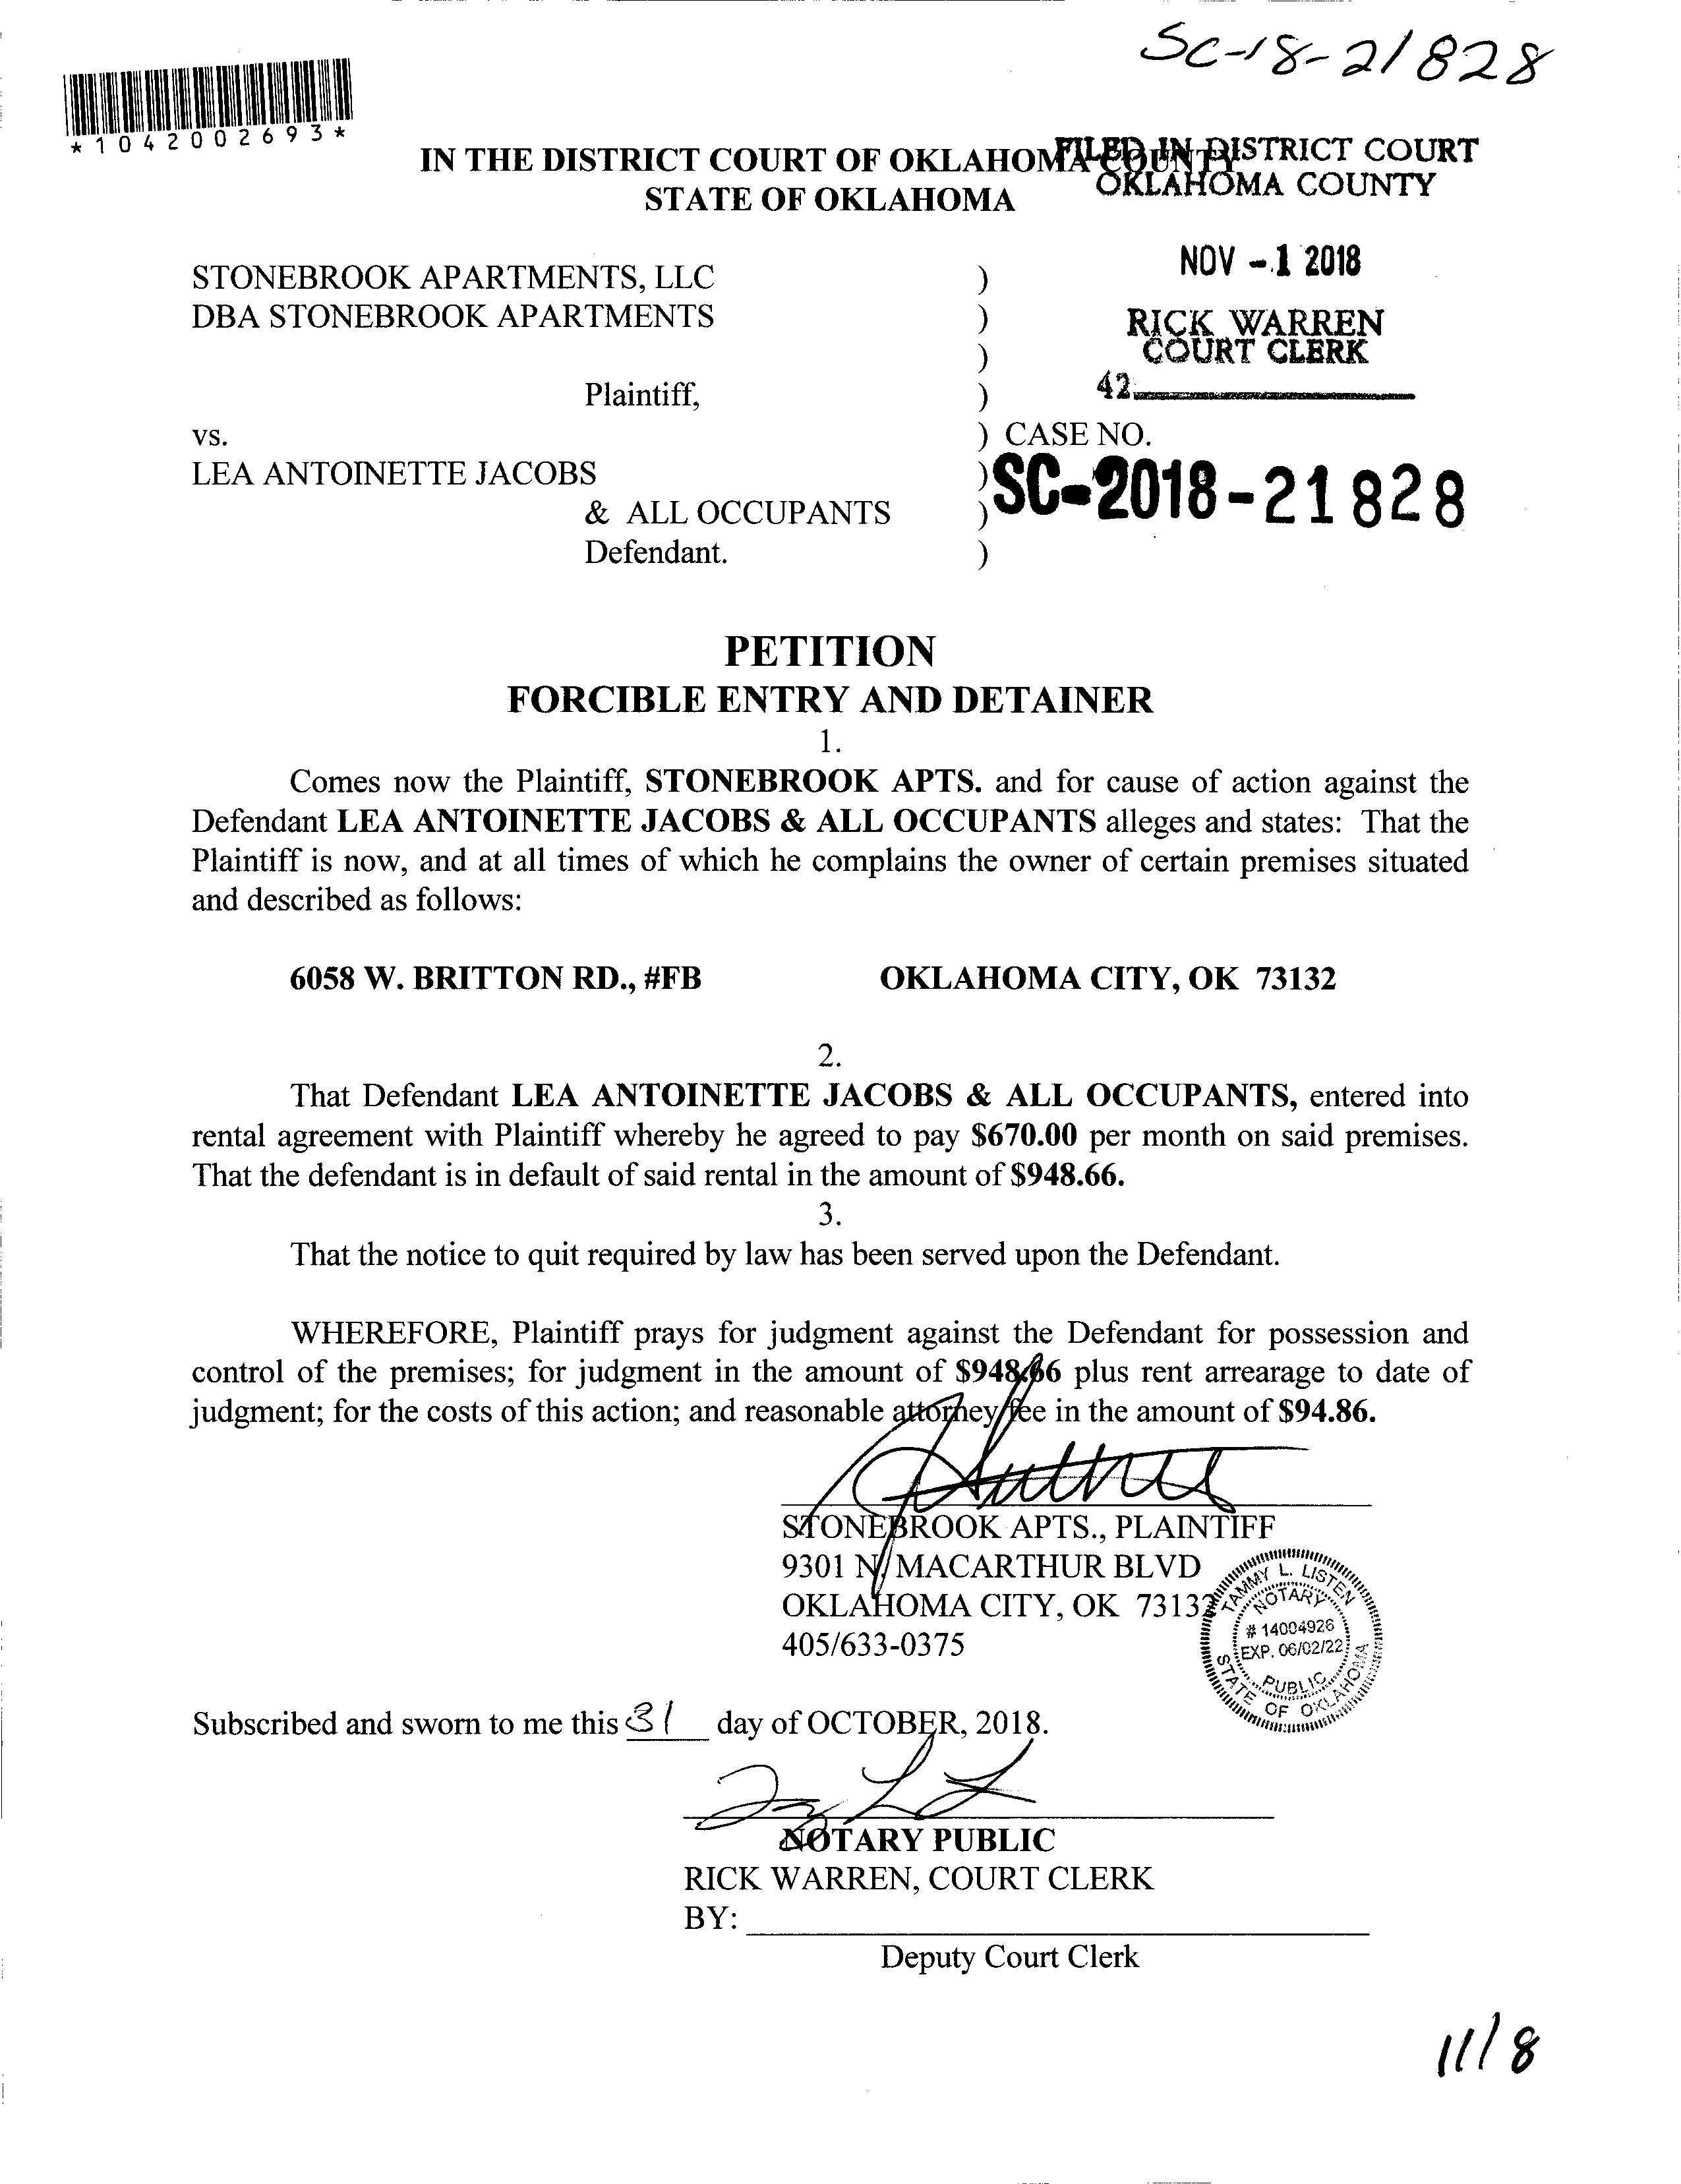 SC-18-21828
*1042002693*
IN THE DISTRICT COURT OF OKLAHOMA COUNTY
STATE OF OKLAHOMA
FILED IN DISTRICT COURT
OKLAHOMA COUNTY
NOV -1 2018
RICK WARREN
COURT CLERK
42
STONEBROOK APARTMENTS, LLC )
DBA STONEBROOK APARTMENTS )
)
Plaintiff, )
vs. ) CASE NO.
LEA ANTOINETTE JACOBS ) SC-2018-21828
& ALL OCCUPANTS )
Defendant. )
PETITION
FORCIBLE ENTRY AND DETAINER
1.
Comes now the Plaintiff, STONEBROOK APTS. and for cause of action against the
Defendant LEA ANTOINETTE JACOBS & ALL OCCUPANTS alleges and states: That the
Plaintiff is now, and at all times of which he complains the owner of certain premises situated
and described as follows:
6058 W. BRITTON RD., #FB OKLAHOMA CITY, OK 73132
2.
That Defendant LEA ANTOINETTE JACOBS & ALL OCCUPANTS, entered into
rental agreement with Plaintiff whereby he agreed to pay $670.00 per month on said premises.
That the defendant is in default of said rental in the amount of $948.66.
3.
That the notice to quit required by law has been served upon the Defendant.
WHEREFORE, Plaintiff prays for judgment against the Defendant for possession and
control of the premises; for judgment in the amount of $948.66 plus rent arrearage to date of
judgment; for the costs of this action; and reasonable attorney fee in the amount of $94.86.
STONEBROOK APTS., PLAINTIFF
9301 N. MACARTHUR BLVD
OKLAHOMA CITY, OK 73132
405/633-0375
TAMMY L. LISTEN
NOTARY
# 14004926
EXP. 06/02/22
PUBLIC
STATE OF OKLAHOMA
Subscribed and sworn to me this 31 day of OCTOBER, 2018.
NOTARY PUBLIC
RICK WARREN, COURT CLERK
BY:
Deputy Court Clerk
11/8